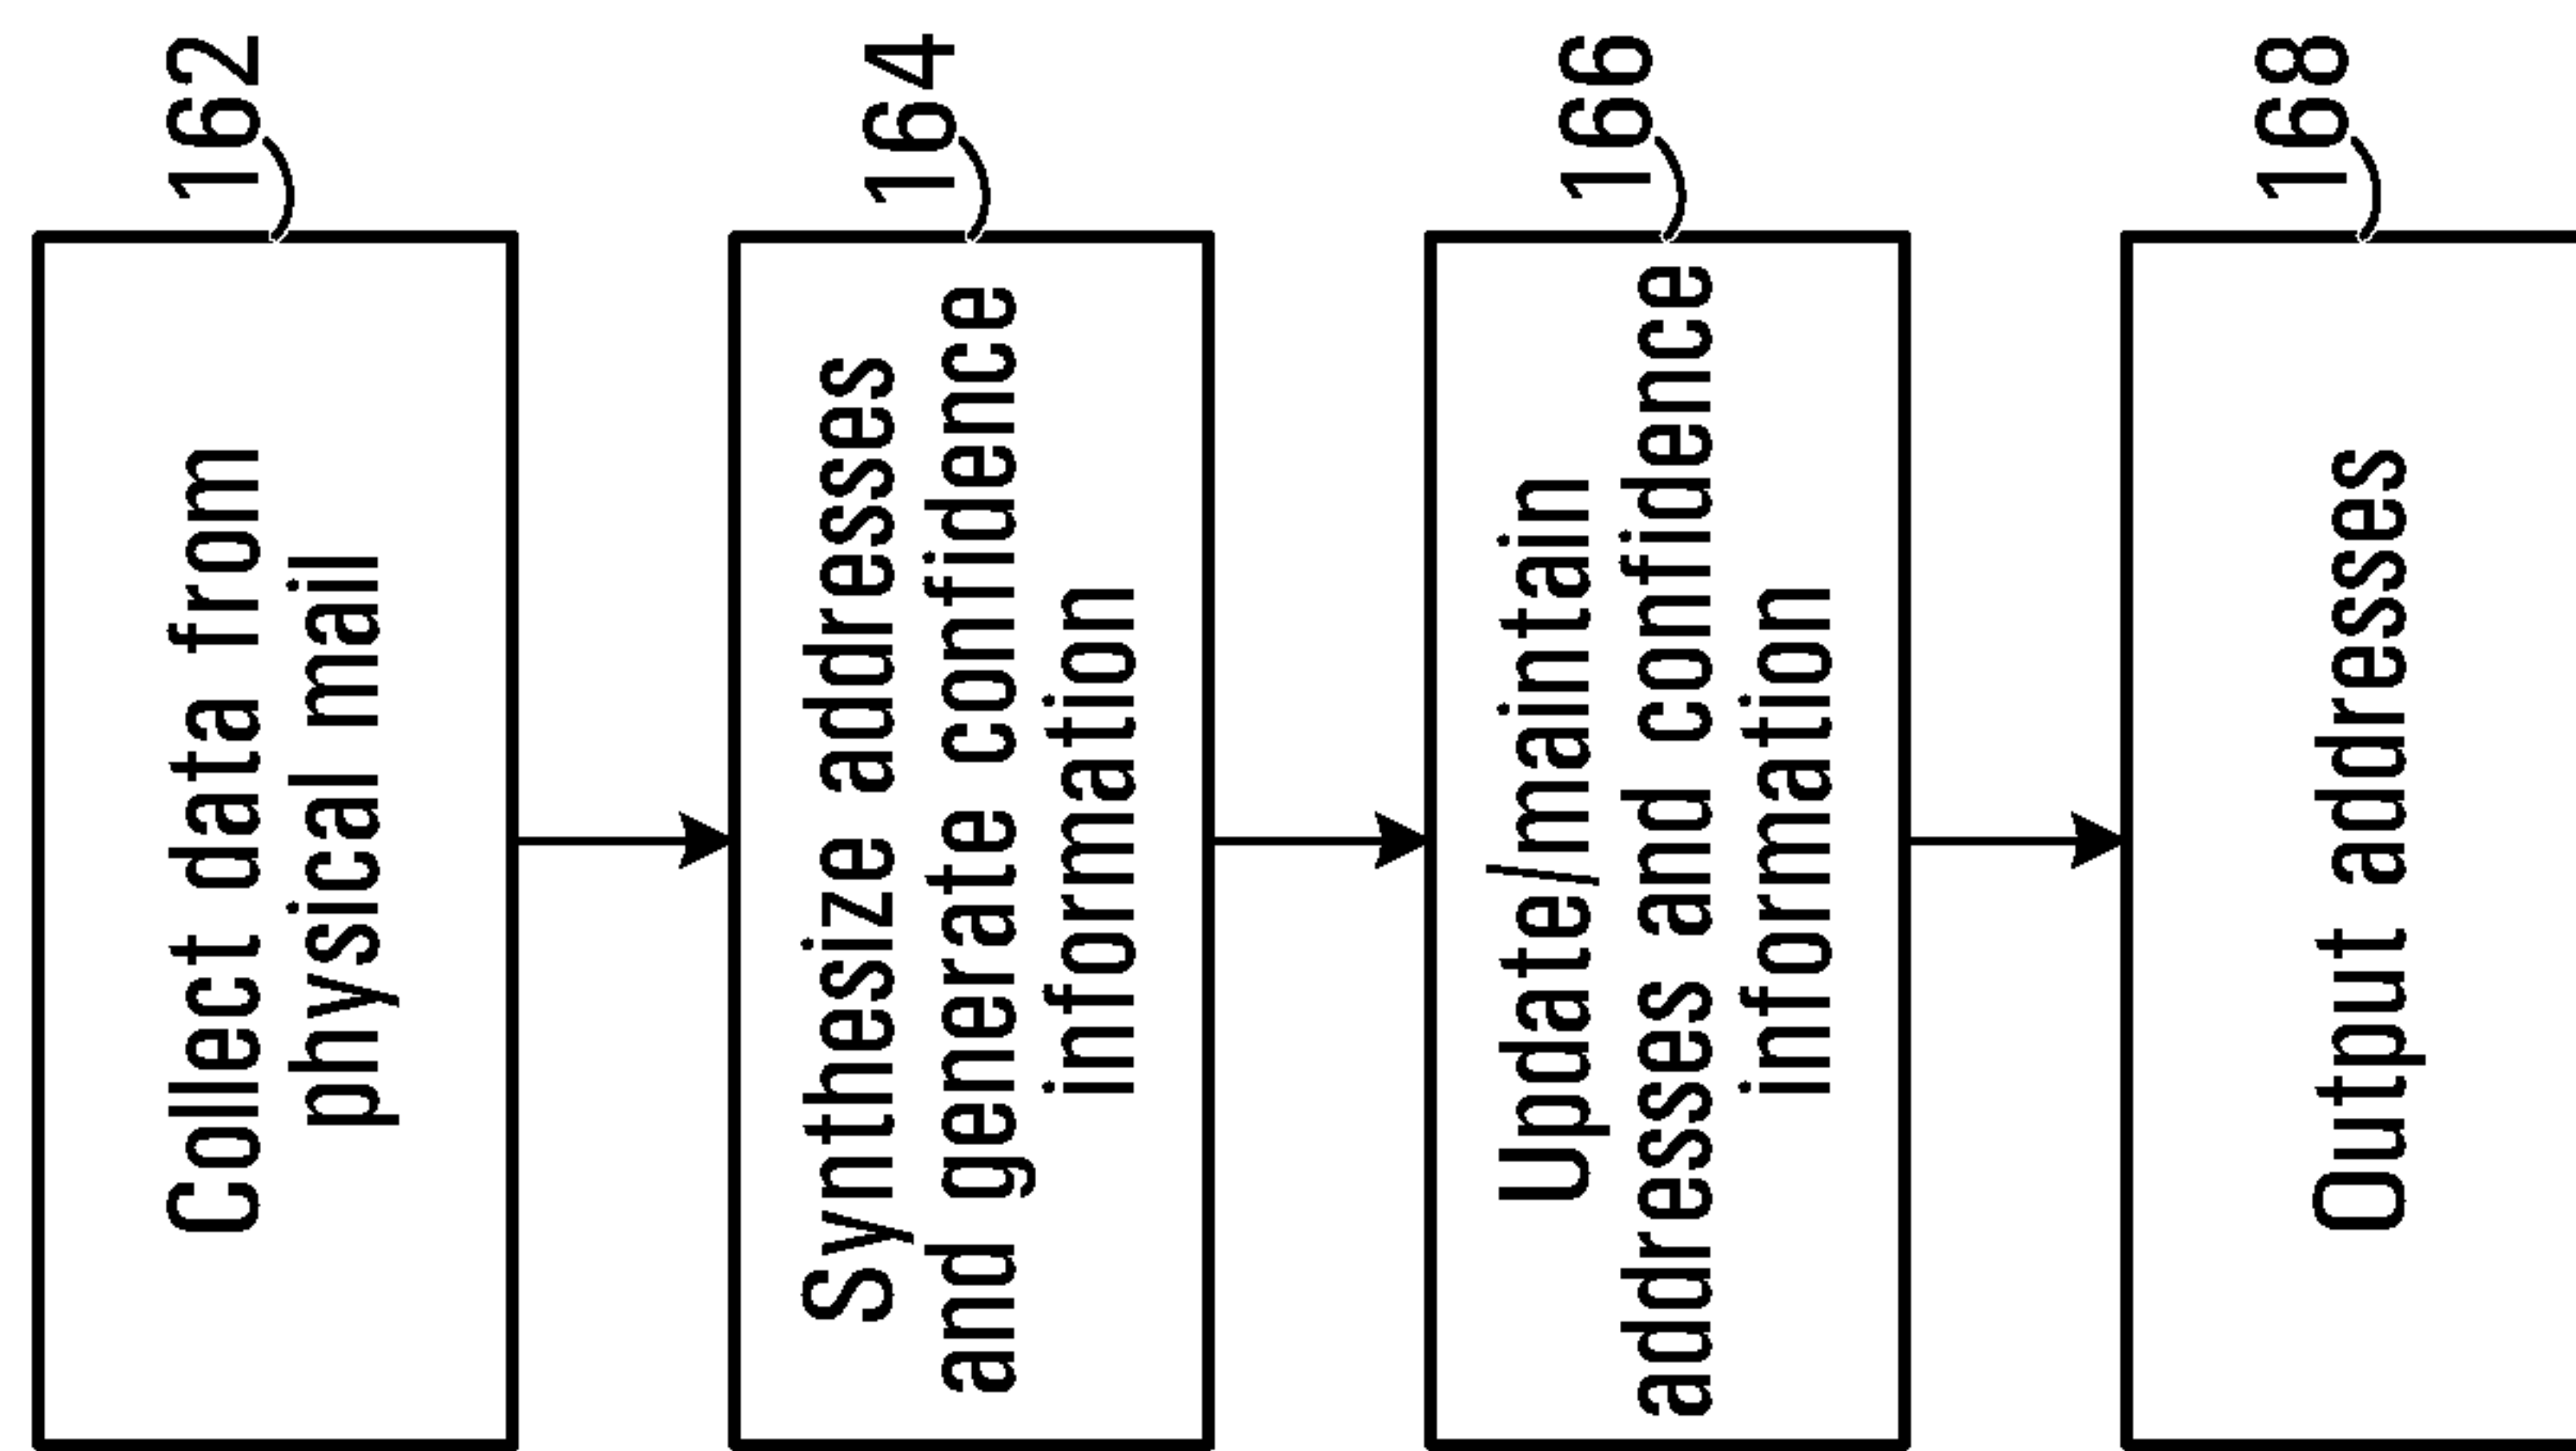 162
Collect data from
physical mail
164
Synthesize addresses
and generate confidence
information
166
Update/maintain
addresses and confidence
information
168
Output addresses